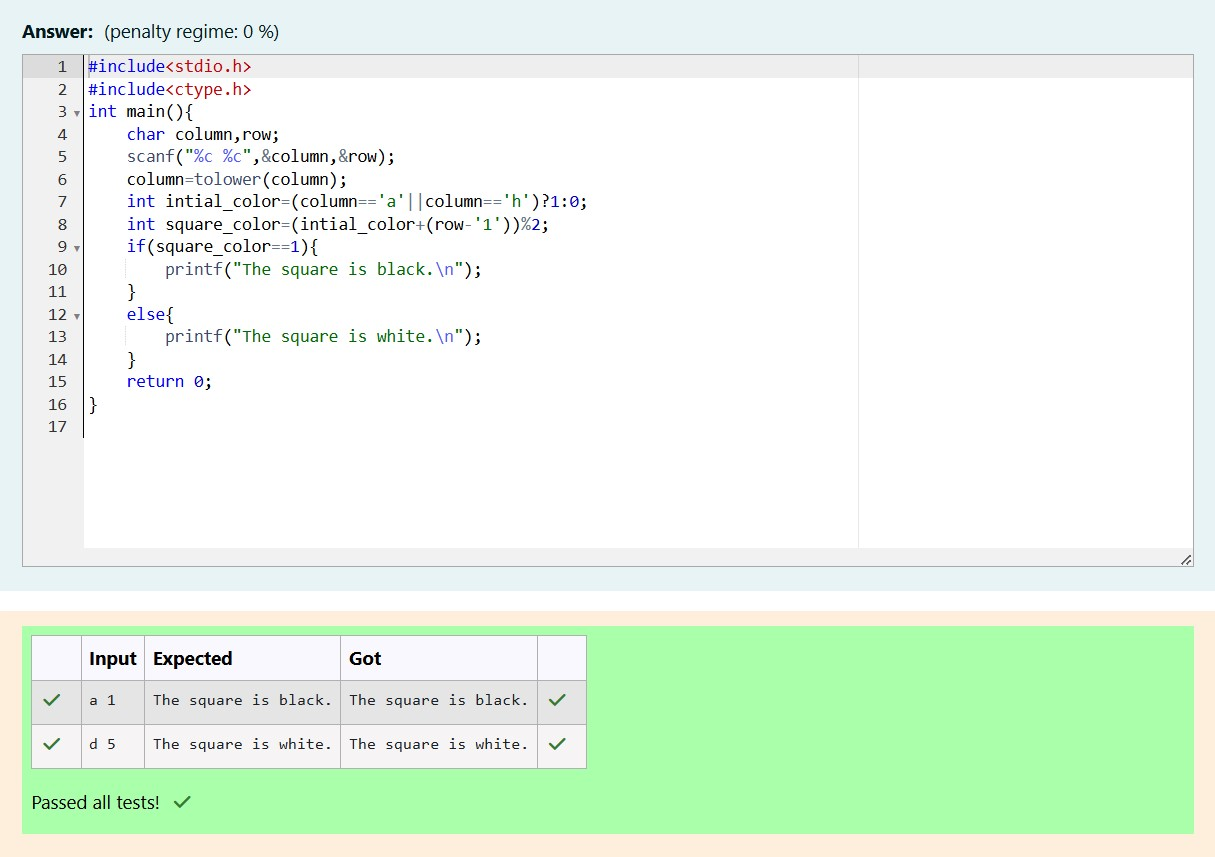 Answer: (penalty regime: 0 %)
1 #include<stdio.h>
2 #include<ctype.h>
3 int main(){
4     char column,row;
5     scanf("%c %c",&column,&row);
6     column=tolower(column);
7     int intial_color=(column=='a'||column=='h')?1:0;
8     int square_color=(intial_color+(row-'1'))%2;
9     if(square_color==1){
10         printf("The square is black.\n");
11     }
12     else{
13         printf("The square is white.\n");
14     }
15     return 0;
16 }
17
Input Expected Got
a 1 The square is black. The square is black.
d 5 The square is white. The square is white.
Passed all tests!